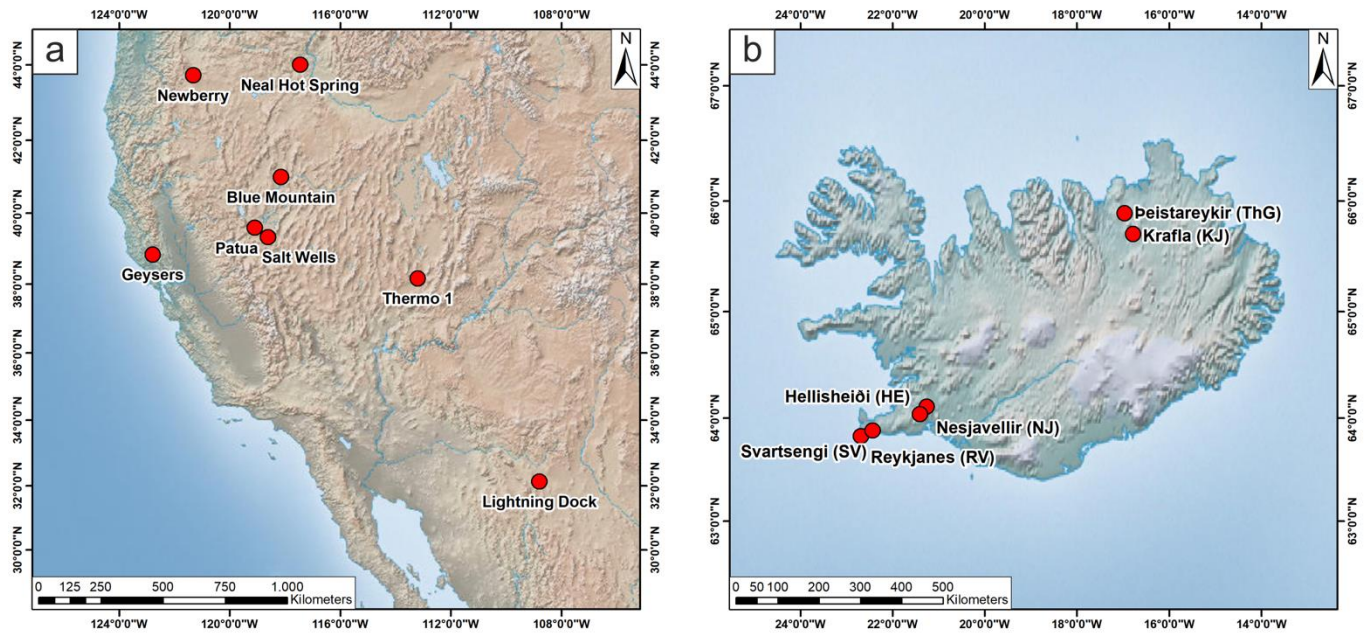 a
120°0'0"W 116°0'0"W 112°0'0"W 108°0'0"W
124°0'0"W
44°0'0"N
42°0'0"N
40°0'0"N
38°0'0"N
36°0'0"N
34°0'0"N
32°0'0"N
30°0'0"N
N
Newberry
Neal Hot Spring
Blue Mountain
Patua
Salt Wells
Geysers
Thermo 1
Lightning Dock
0 125 250 500 750 1.000
Kilometers
44°0'0"N
42°0'0"N
40°0'0"N
38°0'0"N
36°0'0"N
34°0'0"N
32°0'0"N
30°0'0"N
124°0'0"W 120°0'0"W 116°0'0"W 112°0'0"W 108°0'0"W
b
24°0'0"W 22°0'0"W 20°0'0"W 18°0'0"W 16°0'0"W 14°0'0"W
67°0'0"N
66°0'0"N
65°0'0"N
64°0'0"N
63°0'0"N
N
Þeistareykir (ThG)
Krafla (KJ)
Hellisheiði (HE)
Nesjavellir (NJ)
Svartsengi (SV)
Reykjanes (RV)
0 50 100 200 300 400 500
Kilometers
67°0'0"N
66°0'0"N
65°0'0"N
64°0'0"N
63°0'0"N
24°0'0"W 22°0'0"W 20°0'0"W 18°0'0"W 16°0'0"W 14°0'0"W